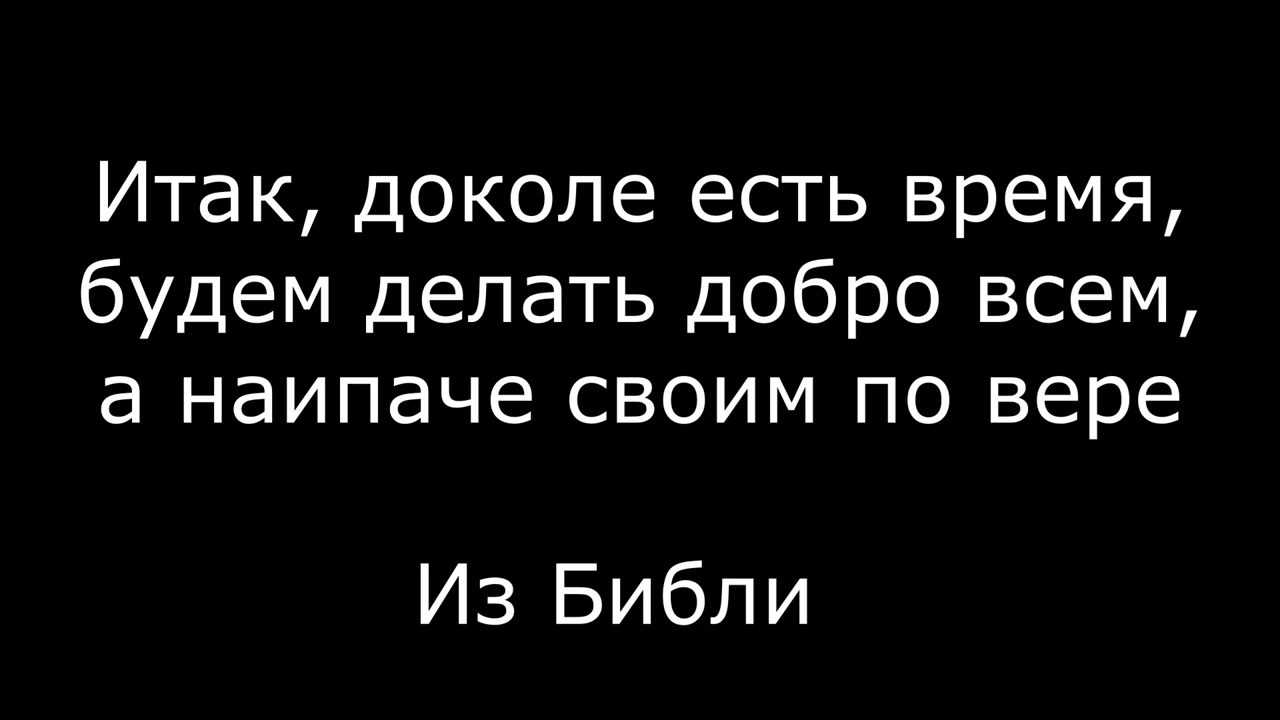 Итак, доколе есть время,
будем делать добро всем,
а наипаче своим по вере
Из Библи